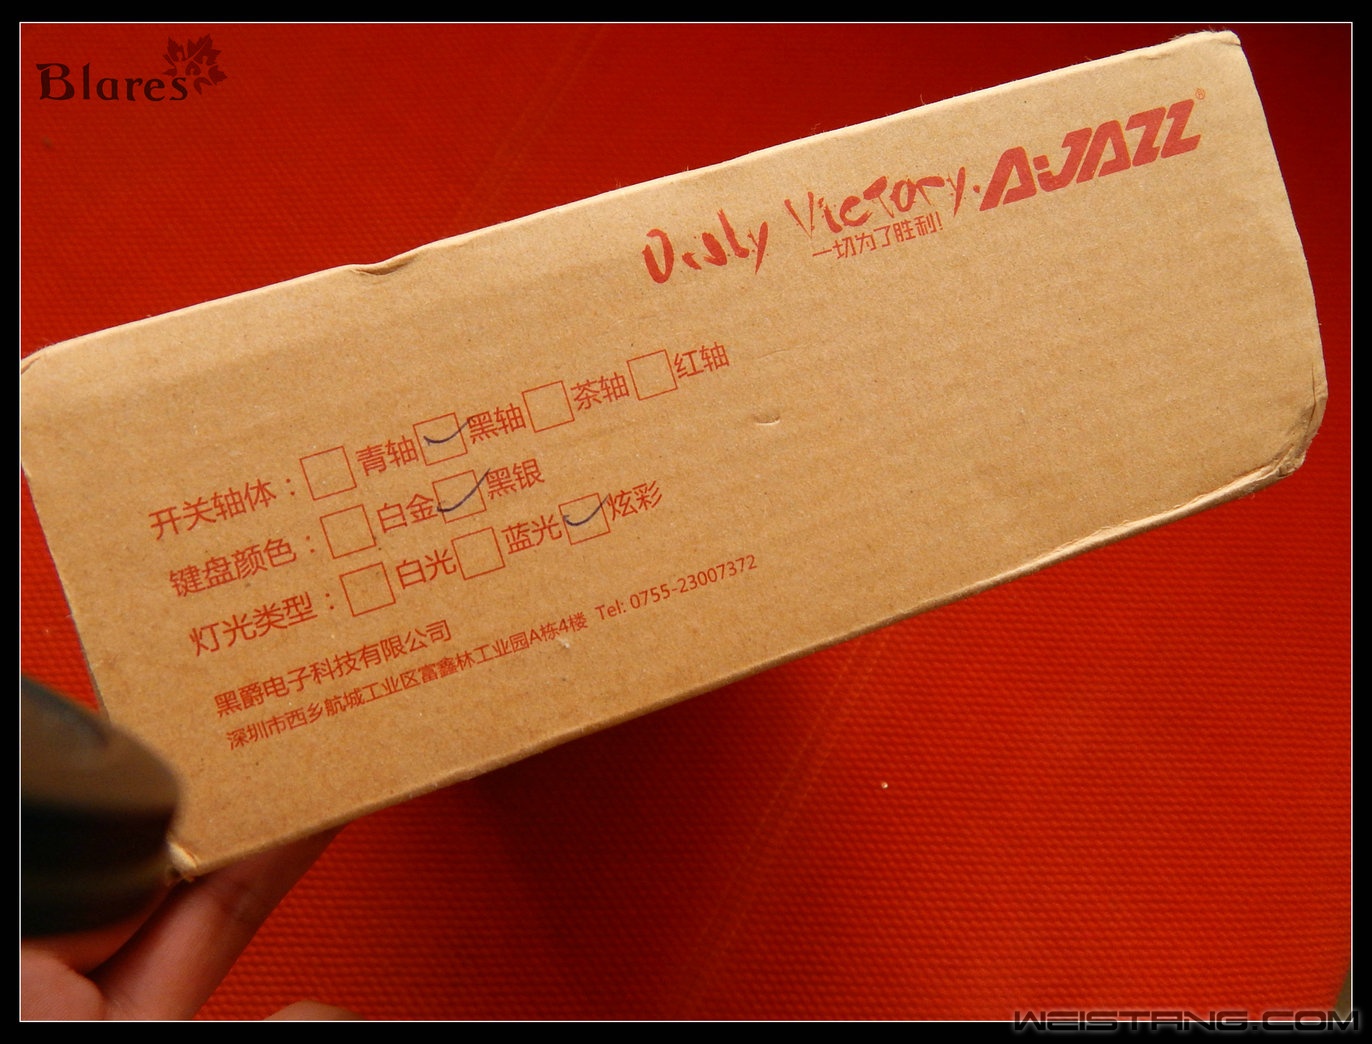 Blares
Only Victory. AJAZZ®
一切为了胜利!
开关轴体：□青轴 ☑黑轴 □茶轴 □红轴
键盘颜色：□白金 ☑黑银
灯光类型：□白光 □蓝光 ☑炫彩
黑爵电子科技有限公司
深圳市西乡航城工业区富鑫林工业园A栋4楼 Tel: 0755-23007372
WEISTANG.COM